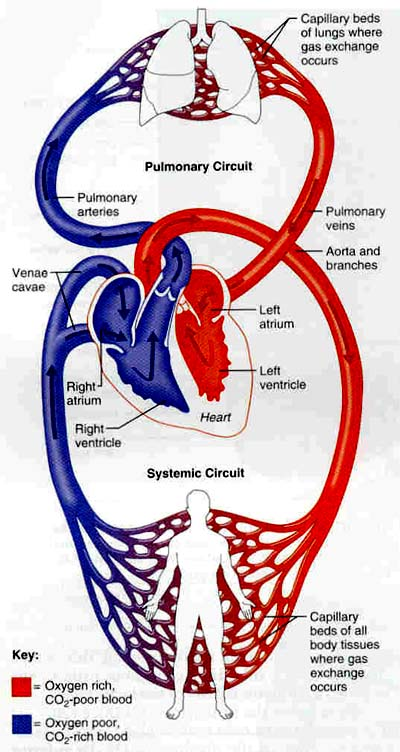 Capillary beds
of lungs where
gas exchange
occurs
Pulmonary Circuit
Pulmonary
arteries
Pulmonary
veins
Aorta and
branches
Venae
cavae
Left
atrium
Left
ventricle
Right
atrium
Heart
Right
ventricle
Systemic Circuit
Capillary
beds of all
body tissues
where gas
exchange
occurs
Key:
= Oxygen rich,
CO2-poor blood
= Oxygen poor,
CO2-rich blood